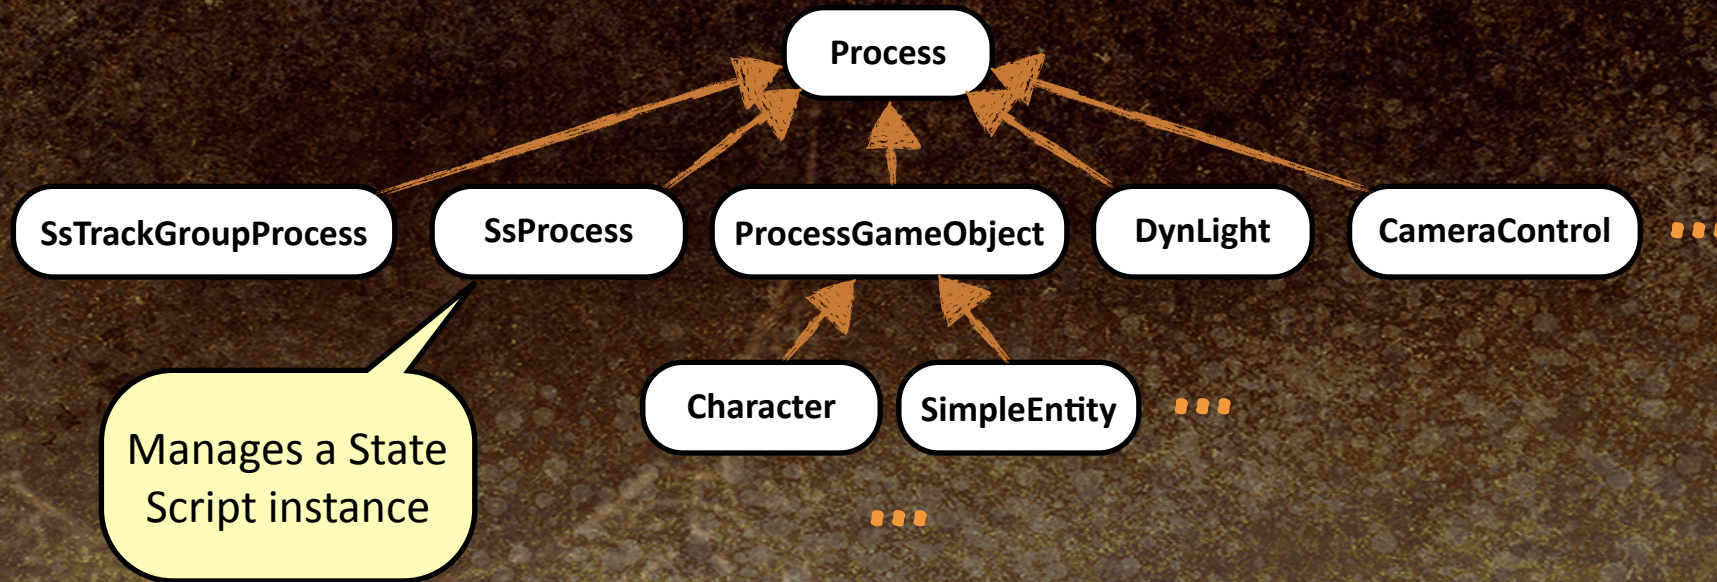 Process
SsTrackGroupProcess
SsProcess
ProcessGameObject
DynLight
CameraControl
...
Character
SimpleEntity
...
Manages a State
Script instance
...